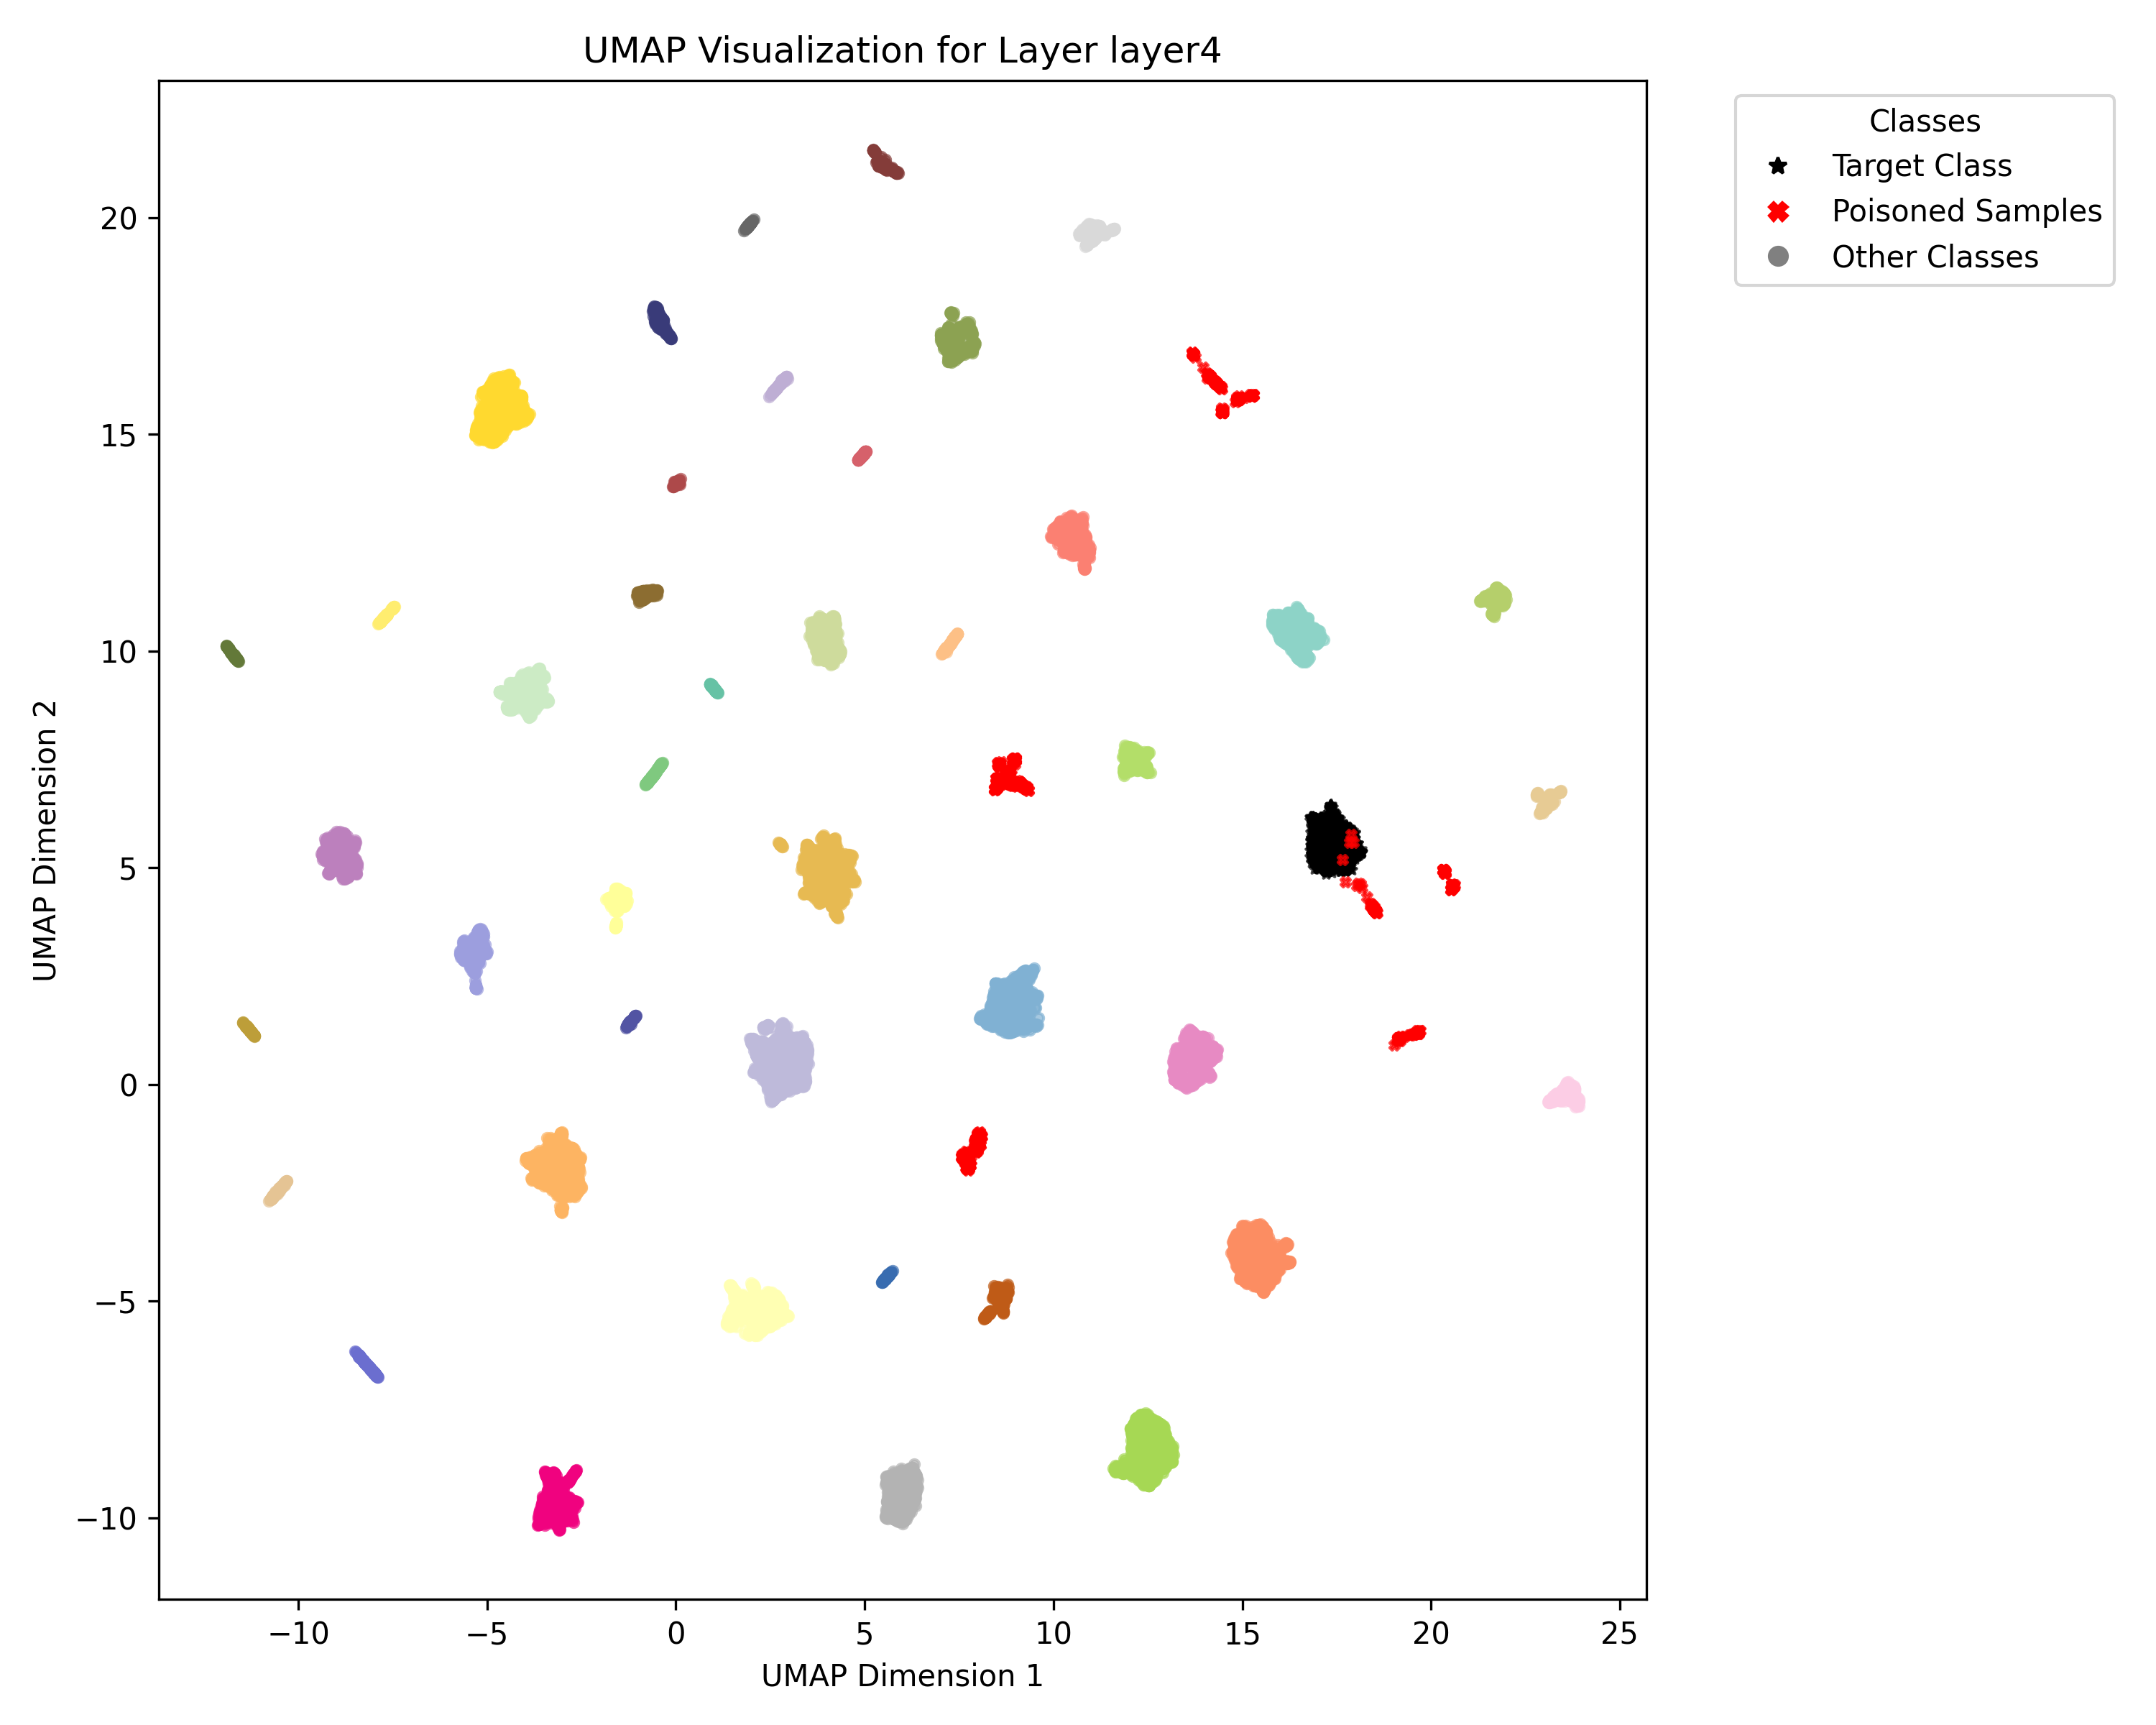 UMAP Visualization for Layer layer4
Classes
Target Class
Poisoned Samples
Other Classes
20
15
10
5
0
−5
−10
UMAP Dimension 2
−10 −5 0 5 10 15 20 25
UMAP Dimension 1